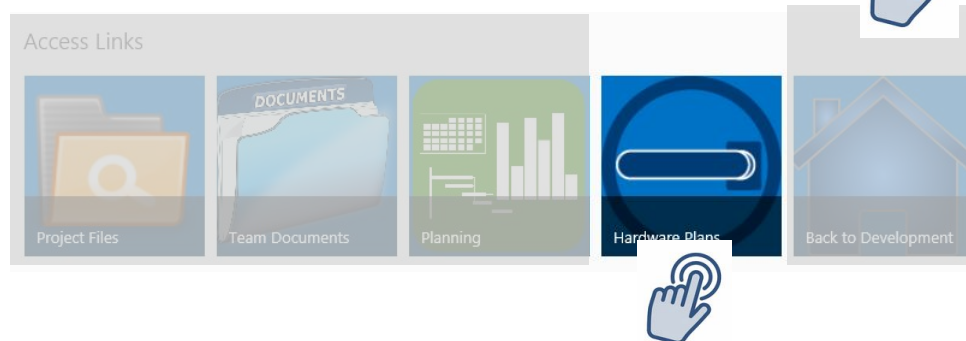 Access Links
DOCUMENTS
Project Files
Team Documents
Planning
Hardware Plans
Back to Development